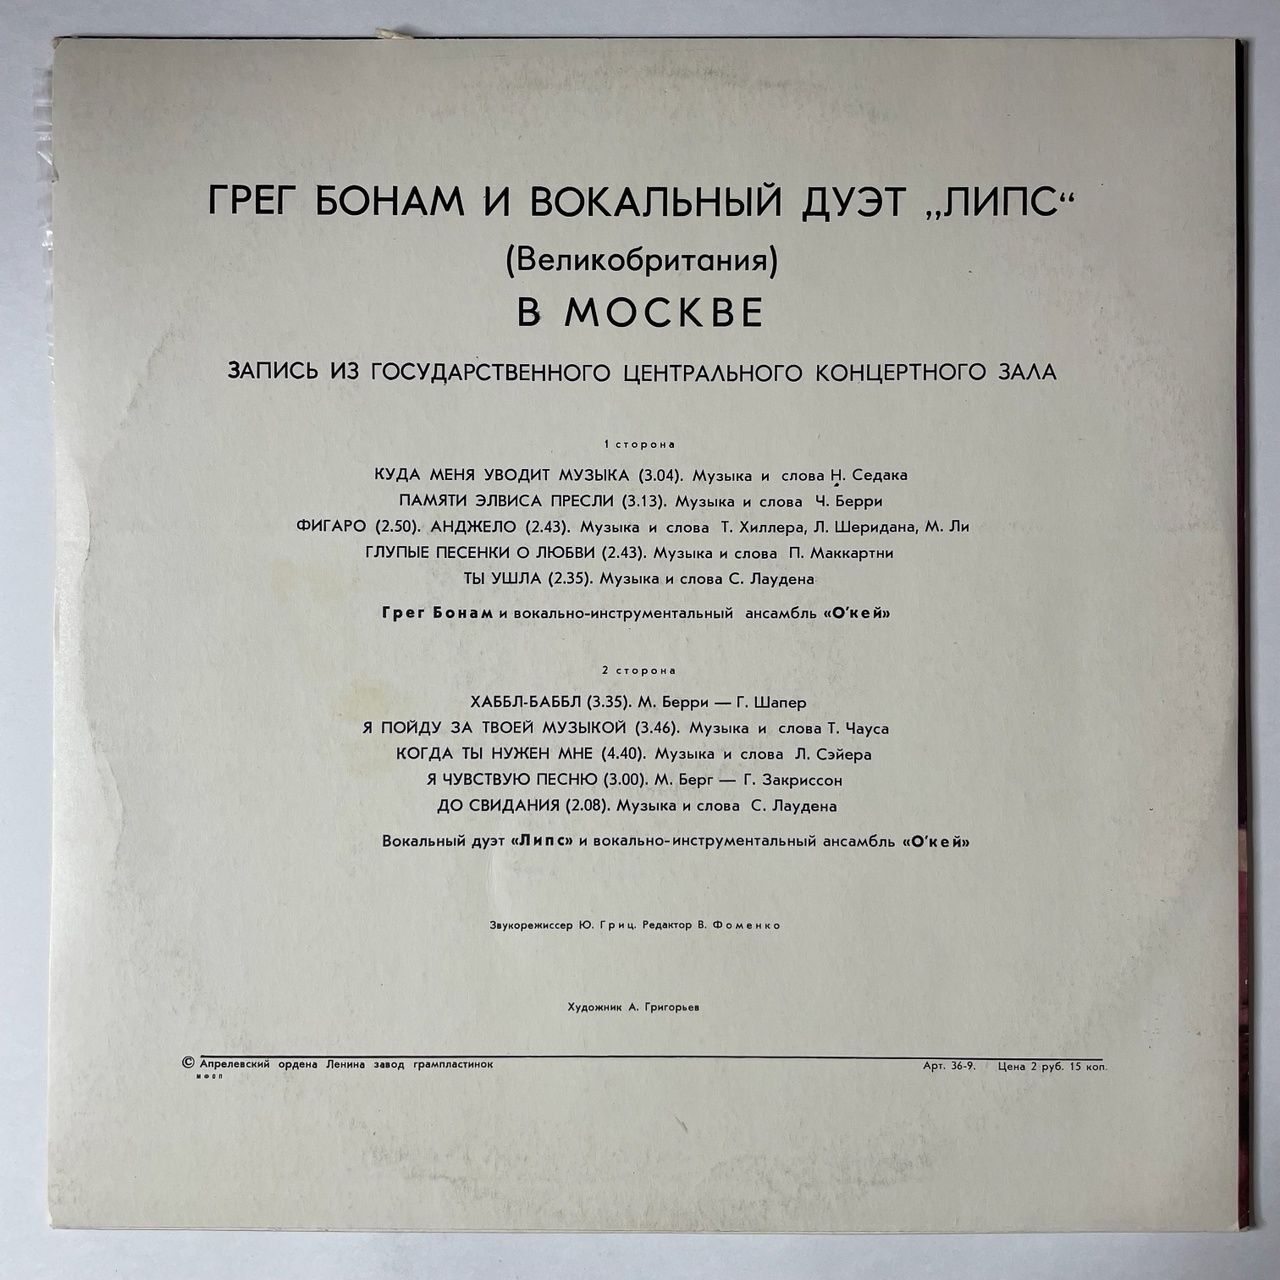 ГРЕГ БОНАМ И ВОКАЛЬНЫЙ ДУЭТ „ЛИПС“
(Великобритания)
В МОСКВЕ
ЗАПИСЬ ИЗ ГОСУДАРСТВЕННОГО ЦЕНТРАЛЬНОГО КОНЦЕРТНОГО ЗАЛА
1 сторона
КУДА МЕНЯ УВОДИТ МУЗЫКА (3.04). Музыка и слова Н. Седака
ПАМЯТИ ЭЛВИСА ПРЕСЛИ (3.13). Музыка и слова Ч. Берри
ФИГАРО (2.50). АНДЖЕЛО (2.43). Музыка и слова Т. Хиллера, Л. Шеридана, М. Ли
ГЛУПЫЕ ПЕСЕНКИ О ЛЮБВИ (2.43). Музыка и слова П. Маккартни
ТЫ УШЛА (2.35). Музыка и слова С. Лаудена
Грег Бонам и вокально-инструментальный ансамбль «О'кей»
2 сторона
ХАББЛ-БАББЛ (3.35). М. Берри — Г. Шапер
Я ПОЙДУ ЗА ТВОЕЙ МУЗЫКОЙ (3.46). Музыка и слова Т. Чауса
КОГДА ТЫ НУЖЕН МНЕ (4.40). Музыка и слова Л. Сэйера
Я ЧУВСТВУЮ ПЕСНЮ (3.00). М. Берг — Г. Закриссон
ДО СВИДАНИЯ (2.08). Музыка и слова С. Лаудена
Вокальный дуэт «Липс» и вокально-инструментальный ансамбль «О'кей»
Звукорежиссер Ю. Гриц. Редактор В. Фоменко
Художник А. Григорьев
© Апрелевский ордена Ленина завод грампластинок
МФОП
Арт. 36-9. Цена 2 руб. 15 коп.